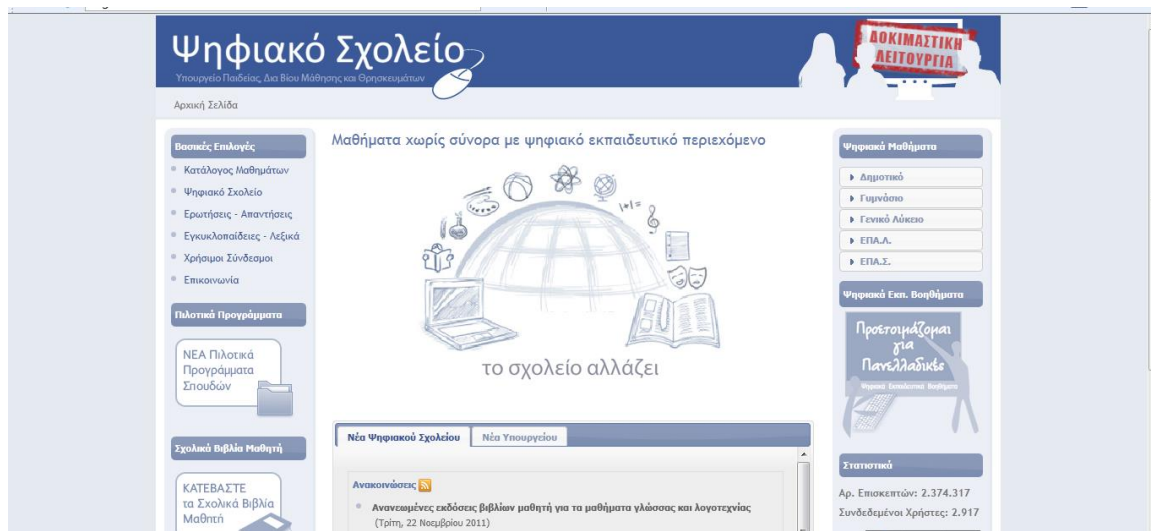 Ψηφιακό Σχολείο
Υπουργείο Παιδείας, Δια Βίου Μάθησης και Θρησκευμάτων
ΔΟΚΙΜΑΣΤΙΚΗ
ΛΕΙΤΟΥΡΓΙΑ
Αρχική Σελίδα
Βασικές Επιλογές
Κατάλογος Μαθημάτων
Ψηφιακό Σχολείο
Ερωτήσεις - Απαντήσεις
Εγκυκλοπαίδειες - Λεξικά
Χρήσιμοι Σύνδεσμοι
Επικοινωνία
Πιλοτικά Προγράμματα
ΝΕΑ Πιλοτικά
Προγράμματα
Σπουδών
Σχολικά Βιβλία Μαθητή
ΚΑΤΕΒΑΣΤΕ
τα Σχολικά Βιβλία
Μαθητή
Μαθήματα χωρίς σύνορα με ψηφιακό εκπαιδευτικό περιεχόμενο
το σχολείο αλλάζει
Νέα Ψηφιακού Σχολείου
Νέα Υπουργείου
Ανακοινώσεις
Ανανεωμένες εκδόσεις βιβλίων μαθητή για τα μαθήματα γλώσσας και λογοτεχνίας
(Τρίτη, 22 Νοεμβρίου 2011)
Ψηφιακά Μαθήματα
Δημοτικό
Γυμνάσιο
Γενικό Λύκειο
ΕΠΑ.Λ.
ΕΠΑ.Σ.
Ψηφιακά Εκπ. Βοηθήματα
Προετοιμάζομαι
για
Πανελλαδικές
Ψηφιακά Εκπαιδευτικά Βοηθήματα
Στατιστικά
Αρ. Επισκεπτών: 2.374.317
Συνδεδεμένοι Χρήστες: 2.917